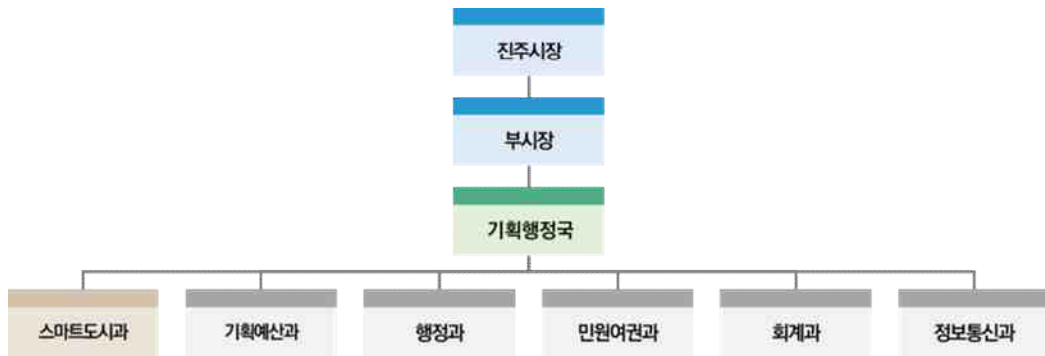 진주시장
부시장
기획행정국
스마트도시과
기획예산과
행정과
민원여권과
회계과
정보통신과